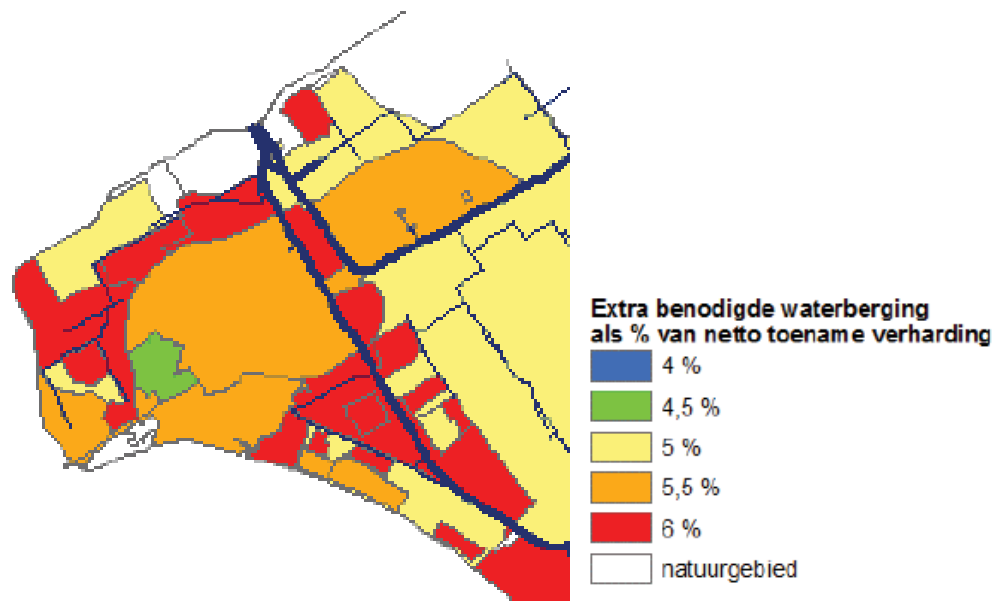 Extra benodigde waterberging
als % van netto toename verharding
4 %
4,5 %
5 %
5,5 %
6 %
natuurgebied